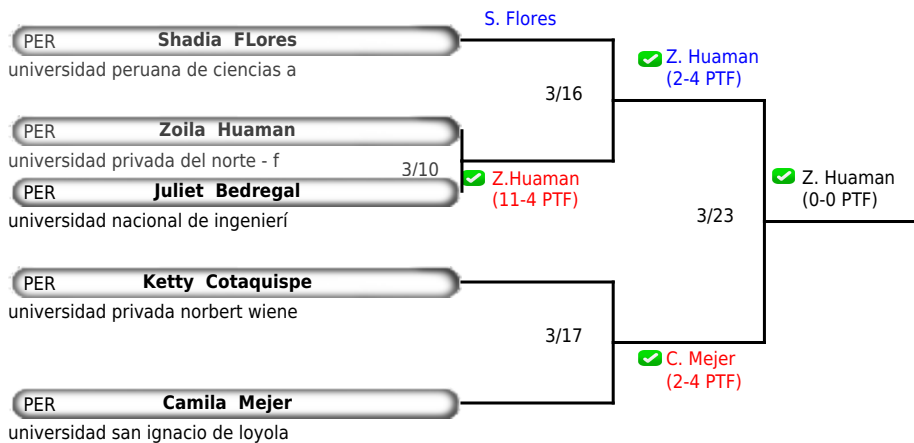 S. Flores
PER Shadia FLores
universidad peruana de ciencias a
Z. Huaman
(2-4 PTF)
3/16
PER Zoila Huaman
universidad privada del norte - f
3/10
Z.Huaman
(11-4 PTF)
PER Juliet Bedregal
universidad nacional de ingenierí
Z. Huaman
(0-0 PTF)
3/23
PER Ketty Cotaquispe
universidad privada norbert wiene
3/17
C. Mejer
(2-4 PTF)
PER Camila Mejer
universidad san ignacio de loyola